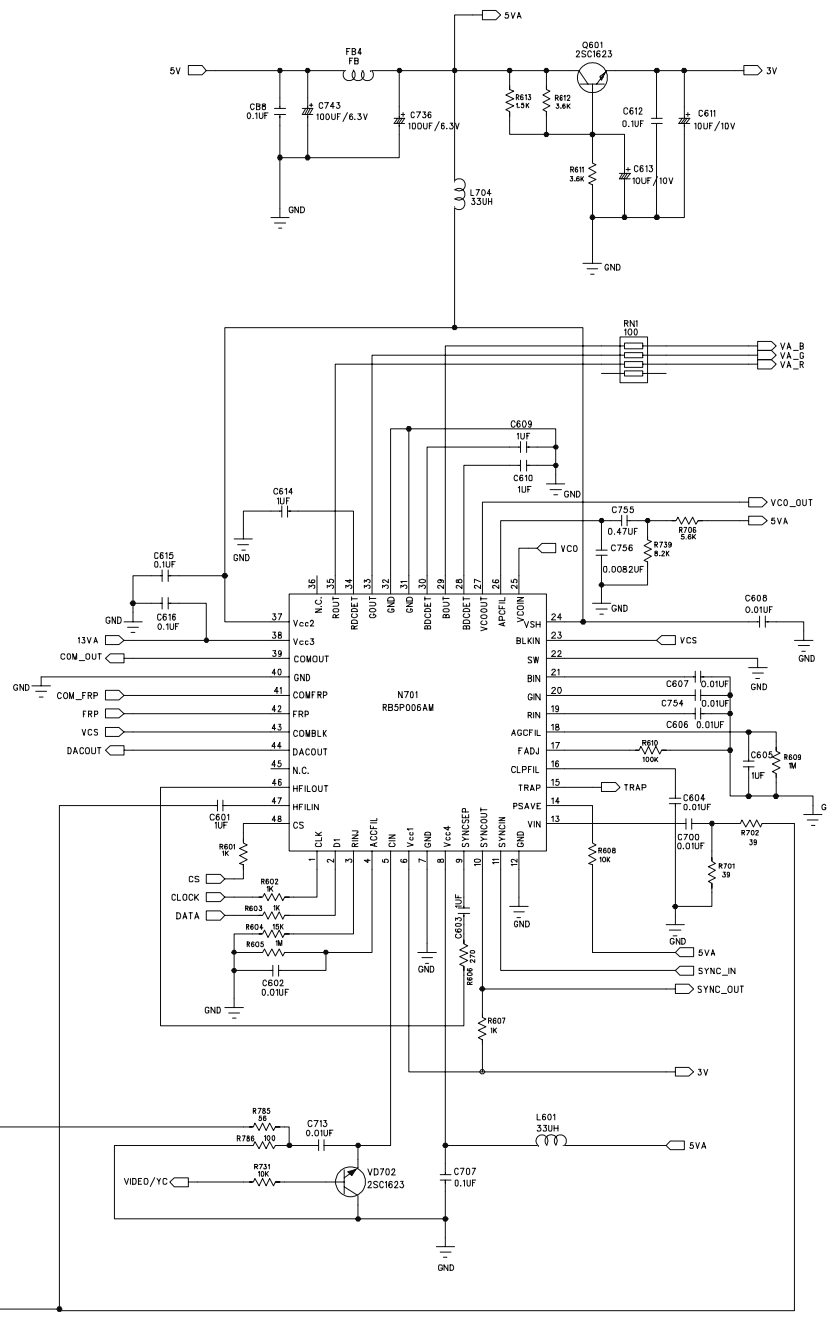 5VA
Q601
2SC1623
FB4
FB
5V
3V
CB8
0.1UF
C743
100UF/6.3V
C736
100UF/6.3V
R613
1.5K
R612
3.6K
C612
0.1UF
C611
10UF/10V
R611
3.6K
C613
10UF/10V
L704
33UH
GND
GND
RN1
100
VA_B
VA_G
VA_R
C609
1UF
C610
1UF
GND
C614
1UF
GND
VCO_OUT
C755
0.47UF
R706
5.6K
5VA
VCO
C756
0.0082UF
R739
8.2K
GND
C615
0.1UF
C616
0.1UF
GND
36 35 34 33 32 31 30 29 28 27 26 25
N.C. ROUT RDCDET GOUT GND GND BDCDET BOUT BDCDET VCOOUT APCFIL VCOIN
37 Vcc2
13VA 38 Vcc3
COM_OUT 39 COMOUT
GND 40 GND
COM_FRP 41 COMFRP
FRP 42 FRP
VCS 43 COMBLK
DACOUT 44 DACOUT
45 N.C.
46 HFILOUT
47 HFILIN
48 CS
N701
RB5P006AM
VSH 24
BLKIN 23 VCS
SW 22
BIN 21
GIN 20
RIN 19
AGCFIL 18
FADJ 17
CLPFIL 16
TRAP 15 TRAP
PSAVE 14
VIN 13
C608
0.01UF
GND
GND
C607 0.01UF
C754 0.01UF
C606 0.01UF
R610
100K
C605
1UF
R609
1M
G
C604
0.01UF
C700
0.01UF
R702
39
R701
39
GND
CLK D1 RINJ ACCFIL CIN Vcc1 GND Vcc4 SYNCSEP SYNCOUT SYNCIN GND
1 2 3 4 5 6 7 8 9 10 11 12
C601
1UF
R601
1K
CS
CLOCK
R602
1K
DATA
R603 1K
R604 15K
R605 1M
C602
0.01UF
GND
GND
C603 1UF
R606 270
GND
R608
10K
5VA
SYNC_IN
SYNC_OUT
R607
1K
3V
R785
56
R786 100
C713
0.01UF
L601
33UH
5VA
VIDEO/YC
R731
10K
VD702
2SC1623
C707
0.1UF
GND